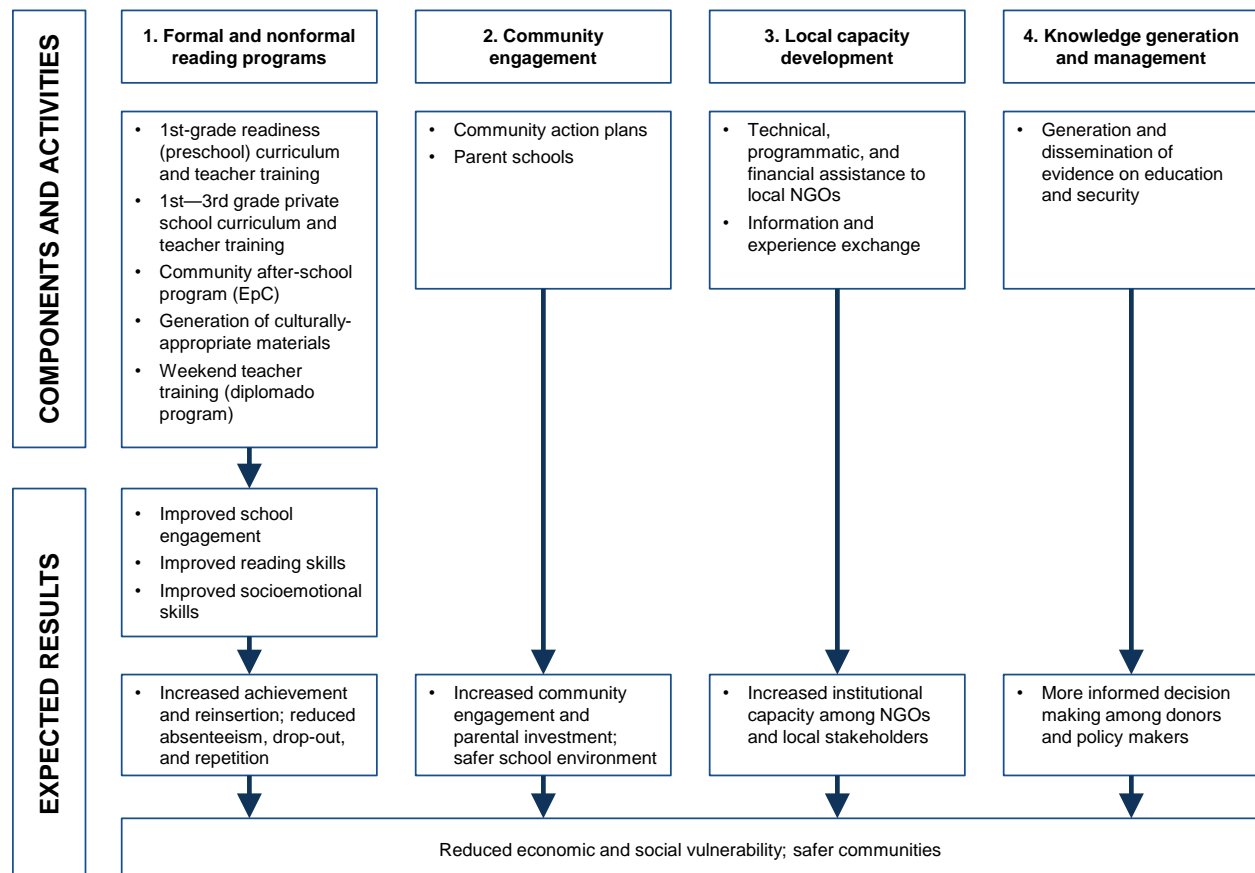 COMPONENTS AND ACTIVITIES
1. Formal and nonformal
reading programs
2. Community
engagement
3. Local capacity
development
4. Knowledge generation
and management
• 1st-grade readiness
(preschool) curriculum
and teacher training
• 1st—3rd grade private
school curriculum and
teacher training
• Community after-school
program (EpC)
• Generation of culturally-
appropriate materials
• Weekend teacher
training (diplomado
program)
• Community action plans
• Parent schools
• Technical,
programmatic, and
financial assistance to
local NGOs
• Information and
experience exchange
• Generation and
dissemination of
evidence on education
and security
EXPECTED RESULTS
• Improved school
engagement
• Improved reading skills
• Improved socioemotional
skills
• Increased achievement
and reinsertion; reduced
absenteeism, drop-out,
and repetition
• Increased community
engagement and
parental investment;
safer school environment
• Increased institutional
capacity among NGOs
and local stakeholders
• More informed decision
making among donors
and policy makers
Reduced economic and social vulnerability; safer communities